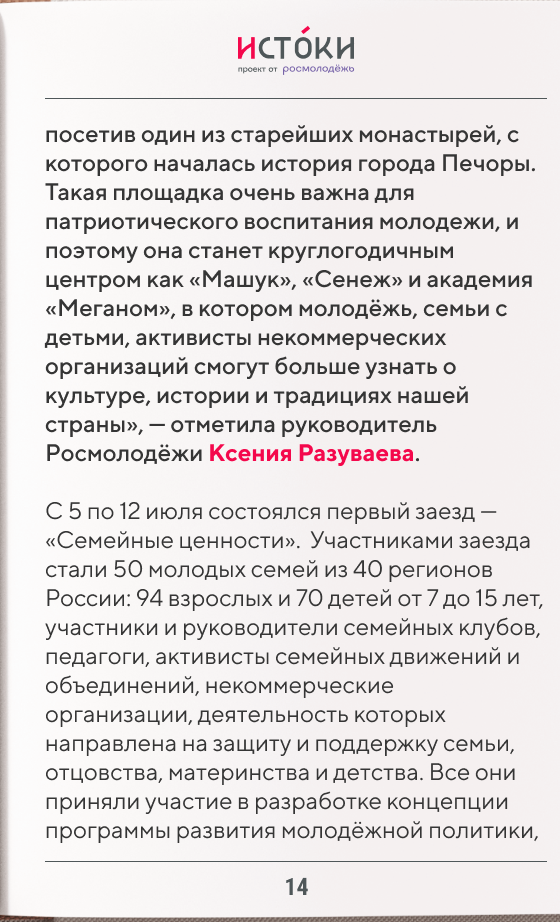 ИСТОКИ
проект от росмолодёжь
посетив один из старейших монастырей, с
которого началась история города Печоры.
Такая площадка очень важна для
патриотического воспитания молодежи, и
поэтому она станет круглогодичным
центром как «Машук», «Сенеж» и академия
«Меганом», в котором молодёжь, семьи с
детьми, активисты некоммерческих
организаций смогут больше узнать о
культуре, истории и традициях нашей
страны», — отметила руководитель
Росмолодёжи Ксения Разуваева.
С 5 по 12 июля состоялся первый заезд —
«Семейные ценности». Участниками заезда
стали 50 молодых семей из 40 регионов
России: 94 взрослых и 70 детей от 7 до 15 лет,
участники и руководители семейных клубов,
педагоги, активисты семейных движений и
объединений, некоммерческие
организации, деятельность которых
направлена на защиту и поддержку семьи,
отцовства, материнства и детства. Все они
приняли участие в разработке концепции
программы развития молодёжной политики,
14